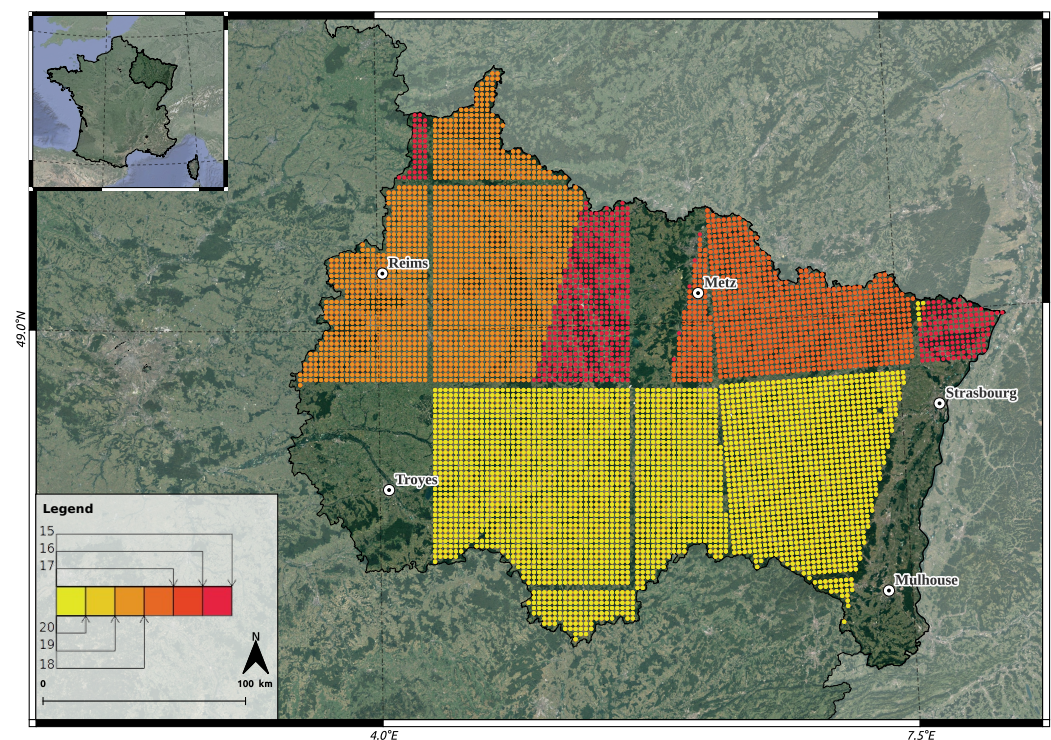 Reims
Metz
49.0°N
Strasbourg
Troyes
Legend
15
16
17
20
19
18
N
0 100 km
Mulhouse
4.0°E 7.5°E